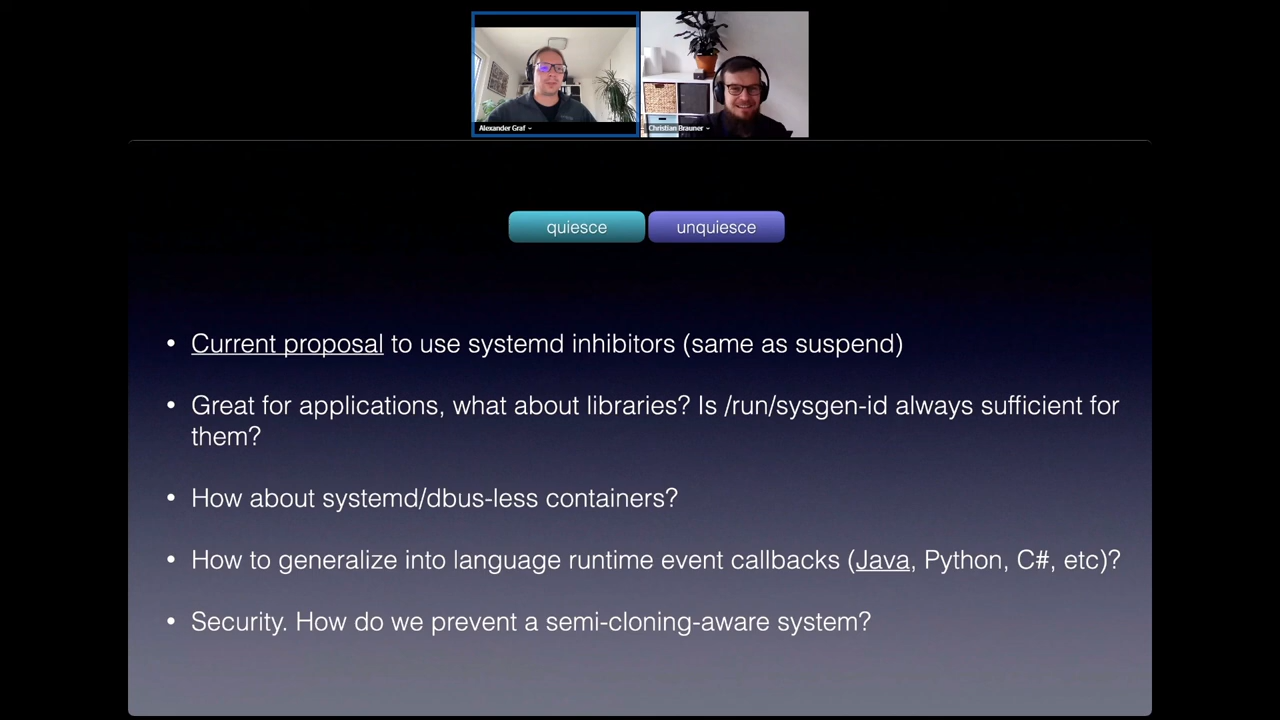 Alexander Graf
Christian Brauner
quiesce
unquiesce
• Current proposal to use systemd inhibitors (same as suspend)
• Great for applications, what about libraries? Is /run/sysgen-id always sufficient for
them?
• How about systemd/dbus-less containers?
• How to generalize into language runtime event callbacks (Java, Python, C#, etc)?
• Security. How do we prevent a semi-cloning-aware system?